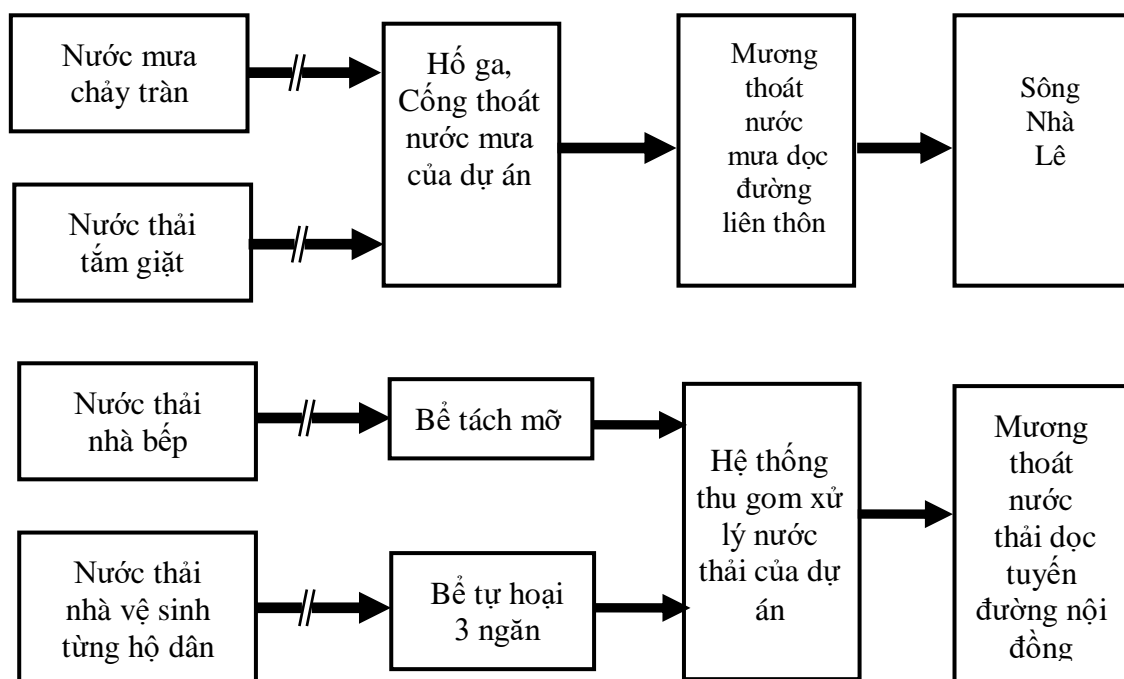 Nước mưa
chảy tràn
Hố ga,
Cống thoát
nước mưa
của dự án
Mương
thoát
nước
mưa dọc
đường
liên thôn
Sông
Nhà
Lê
Nước thải
tắm giặt
Nước thải
nhà bếp
Bể tách mỡ
Hệ thống
thu gom xử
lý nước
thải của dự
án
Mương
thoát
nước
thải dọc
tuyến
đường nội
đồng
Nước thải
nhà vệ sinh
từng hộ dân
Bể tự hoại
3 ngăn